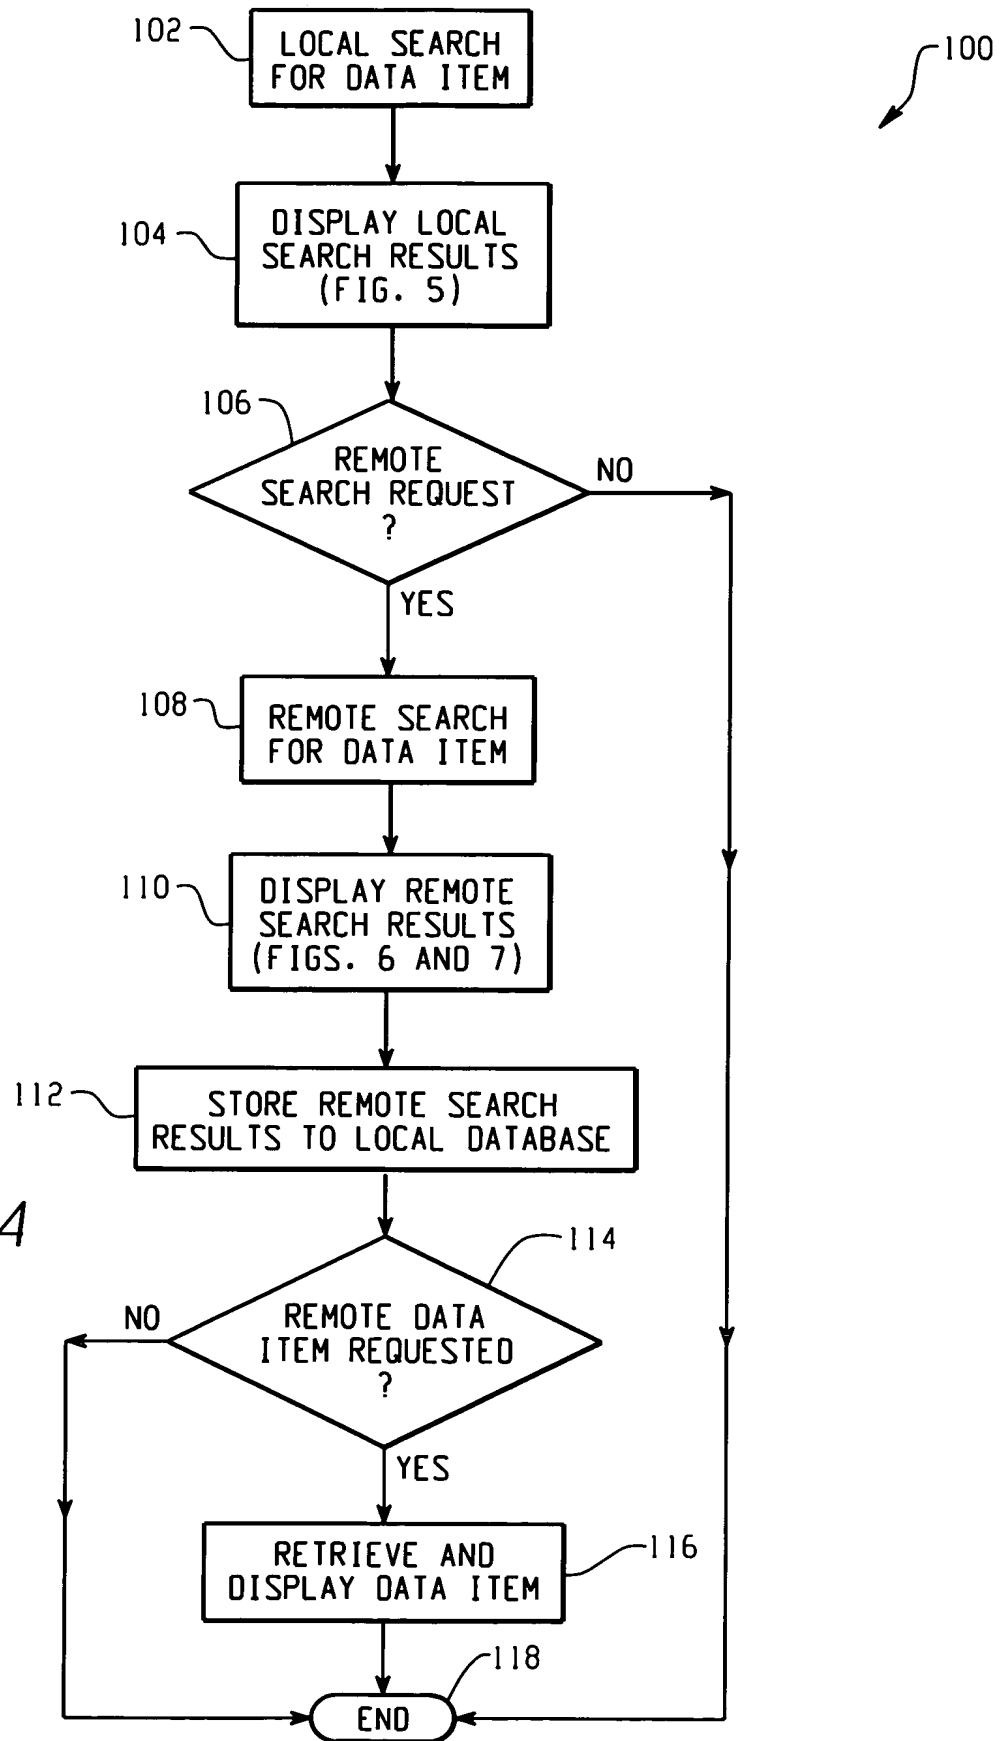 102
LOCAL SEARCH
FOR DATA ITEM
100
104
DISPLAY LOCAL
SEARCH RESULTS
(FIG. 5)
106
REMOTE
SEARCH REQUEST
?
NO
YES
108
REMOTE SEARCH
FOR DATA ITEM
110
DISPLAY REMOTE
SEARCH RESULTS
(FIGS. 6 AND 7)
112
STORE REMOTE SEARCH
RESULTS TO LOCAL DATABASE
4
114
NO
REMOTE DATA
ITEM REQUESTED
?
YES
116
RETRIEVE AND
DISPLAY DATA ITEM
118
END